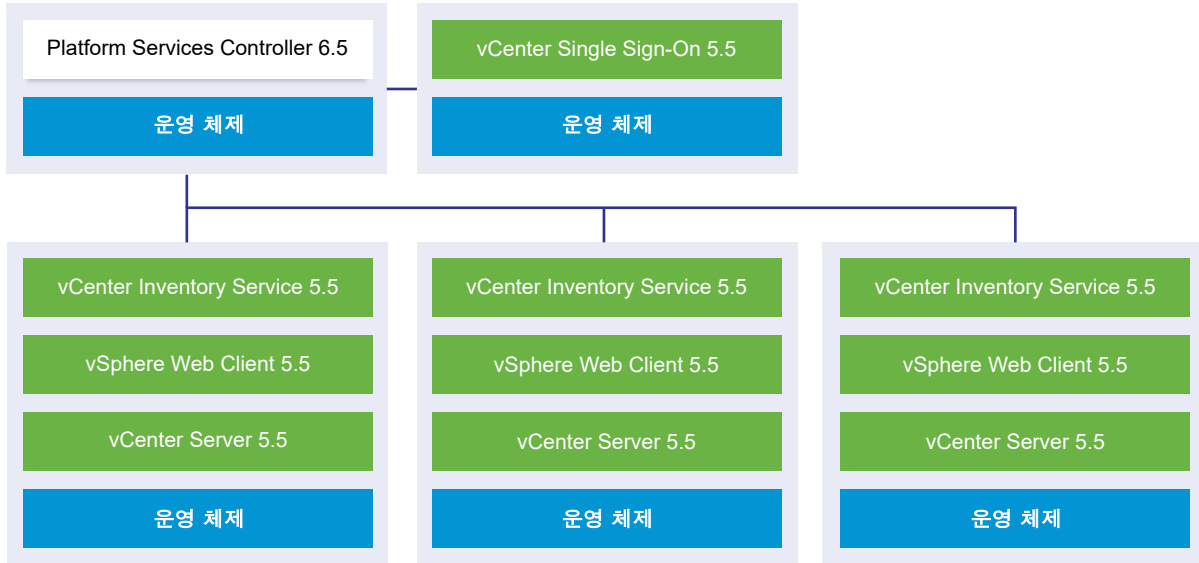 Platform Services Controller 6.5
운영 체제
vCenter Single Sign-On 5.5
운영 체제
vCenter Inventory Service 5.5
vSphere Web Client 5.5
vCenter Server 5.5
운영 체제
vCenter Inventory Service 5.5
vSphere Web Client 5.5
vCenter Server 5.5
운영 체제
vCenter Inventory Service 5.5
vSphere Web Client 5.5
vCenter Server 5.5
운영 체제